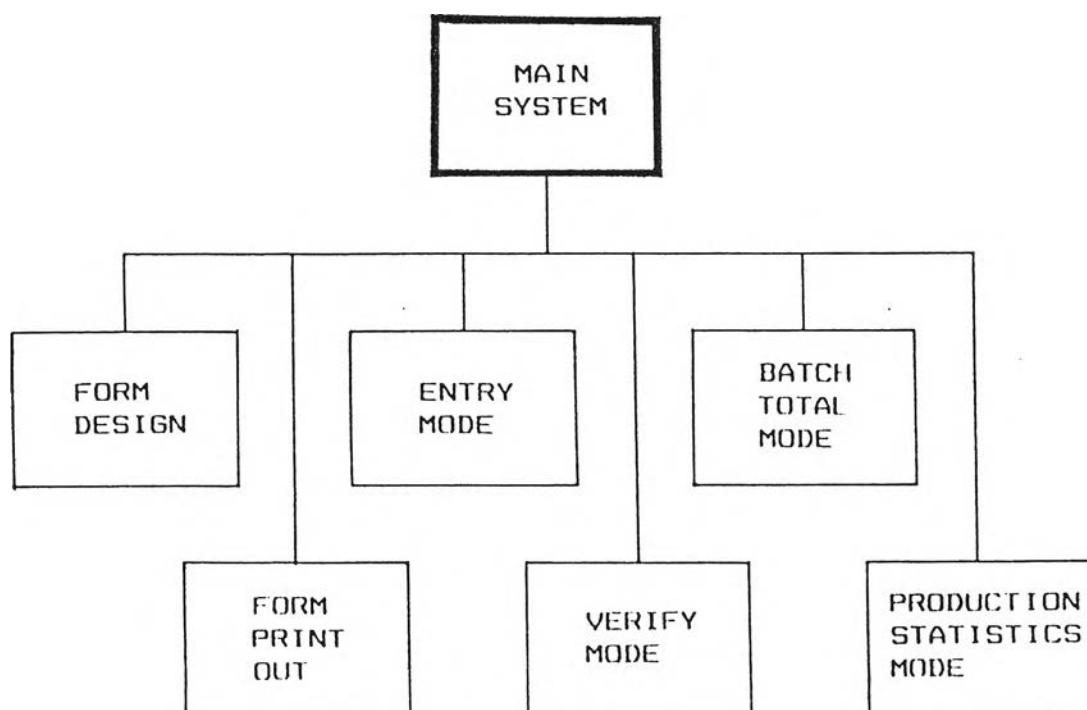 MAIN
SYSTEM
FORM
DESIGN
ENTRY
MODE
BATCH
TOTAL
MODE
FORM
PRINT
OUT
VERIFY
MODE
PRODUCTION
STATISTICS
MODE